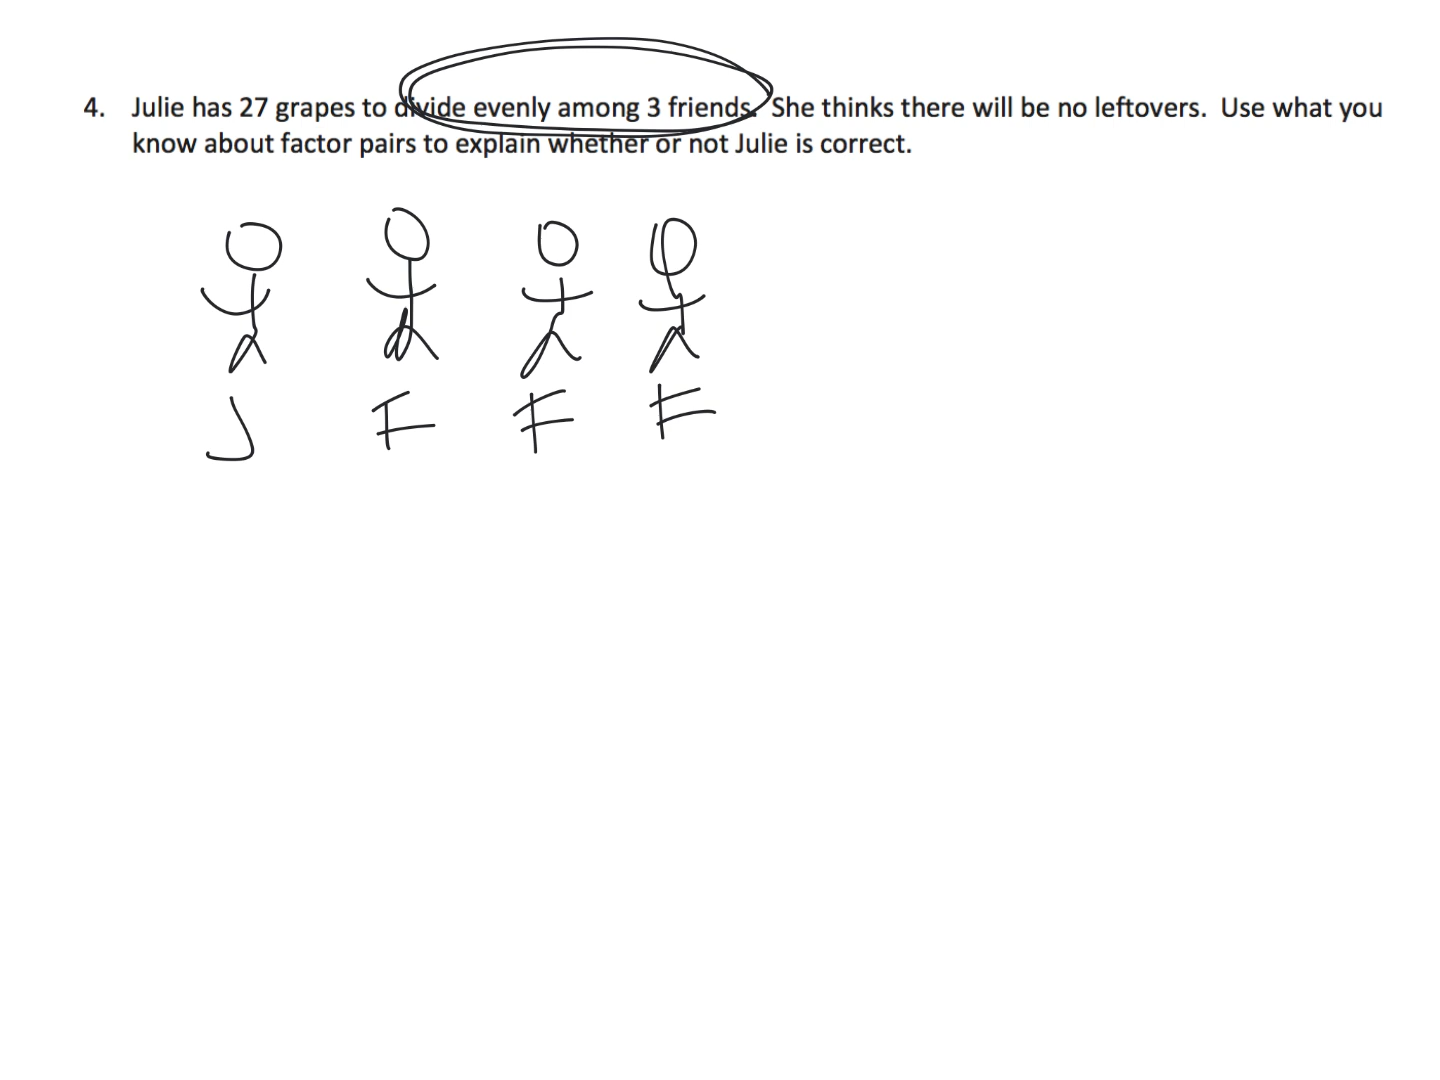 4. Julie has 27 grapes to divide evenly among 3 friends. She thinks there will be no leftovers. Use what you
know about factor pairs to explain whether or not Julie is correct.
J F F F